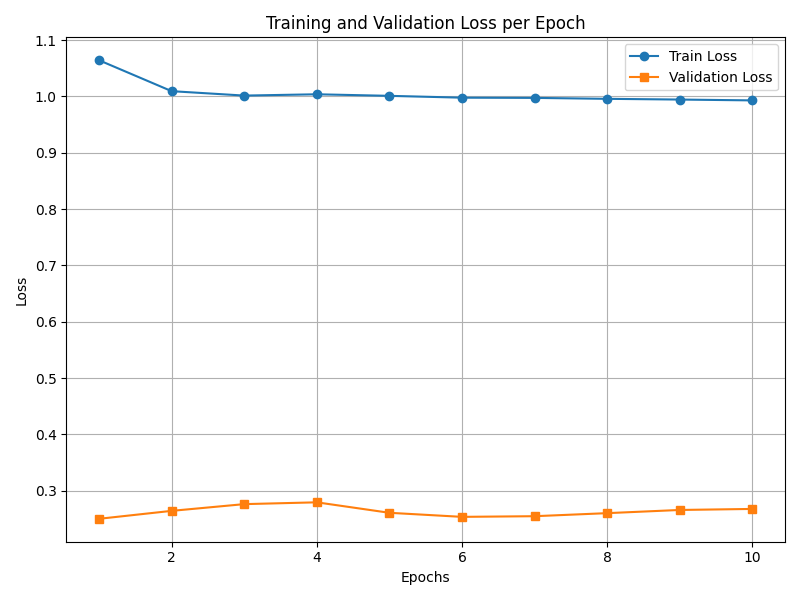 Training and Validation Loss per Epoch
Train Loss
Validation Loss
Loss
1.1
1.0
0.9
0.8
0.7
0.6
0.5
0.4
0.3
2 4 6 8 10
Epochs